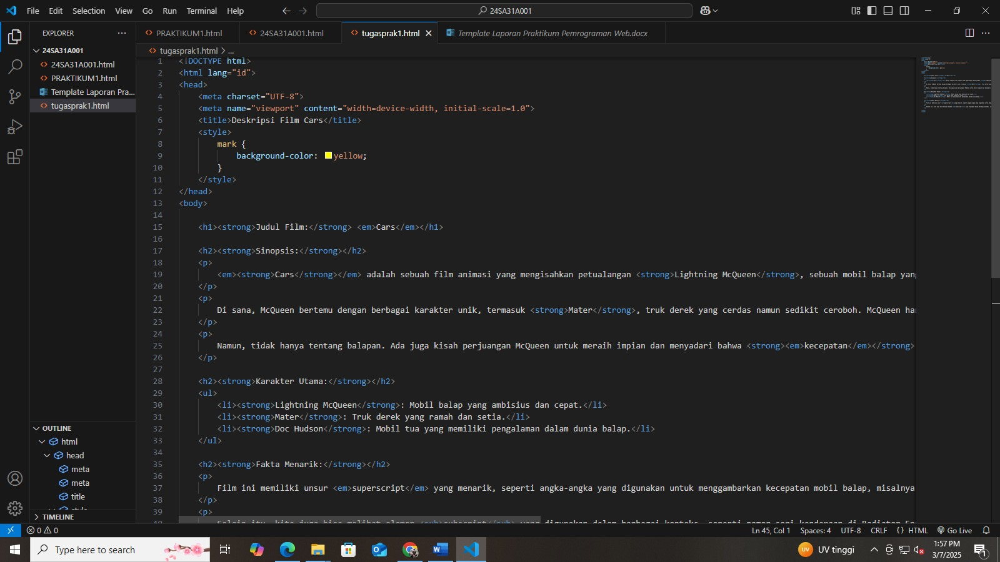 File Edit Selection View Go Run Terminal Help
24SA31A001
EXPLORER
24SA31A001
24SA31A001.html
PRAKTIKUM1.html
Template Laporan Pra...
tugasprak1.html
PRAKTIKUM1.html 24SA31A001.html tugasprak1.html Template Laporan Praktikum Pemrograman Web.docx
tugasprak1.html > ...
1 <!DOCTYPE html>
2 <html lang="id">
3 <head>
4 <meta charset="UTF-8">
5 <meta name="viewport" content="width=device-width, initial-scale=1.0">
6 <title>Deskripsi Film Cars</title>
7 <style>
8 mark {
9 background-color: yellow;
10 }
11 </style>
12 </head>
13 <body>
14
15 <h1><strong>Judul Film:</strong> <em>Cars</em></h1>
16
17 <h2><strong>Sinopsis:</strong></h2>
18 <p>
19 <em><strong>Cars</strong></em> adalah sebuah film animasi yang mengisahkan petualangan <strong>Lightning McQueen</strong>, sebuah mobil balap yang
20 </p>
21 <p>
22 Di sana, McQueen bertemu dengan berbagai karakter unik, termasuk <strong>Mater</strong>, truk derek yang cerdas namun sedikit ceroboh. McQueen har
23 </p>
24 <p>
25 Namun, tidak hanya tentang balapan. Ada juga kisah perjuangan McQueen untuk meraih impian dan menyadari bahwa <strong><em>kecepatan</em></strong>
26 </p>
27
28 <h2><strong>Karakter Utama:</strong></h2>
29 <ul>
30 <li><strong>Lightning McQueen</strong>: Mobil balap yang ambisius dan cepat.</li>
31 <li><strong>Mater</strong>: Truk derek yang ramah dan setia.</li>
32 <li><strong>Doc Hudson</strong>: Mobil tua yang memiliki pengalaman dalam dunia balap.</li>
33 </ul>
34
35 <h2><strong>Fakta Menarik:</strong></h2>
36 <p>
37 Film ini memiliki unsur <em>superscript</em> yang menarik, seperti angka-angka yang digunakan untuk menggambarkan kecepatan mobil balap, misalnya
38 </p>
39 <p>
40 Selain itu, kita juga bisa melihat elemen <sub>subscript</sub> yang digunakan dalam berbagai konteks, seperti nomor seri kendaraan di Radiator Sp
OUTLINE
html
head
meta
meta
title
style
TIMELINE
0 0
Ln 45, Col 1 Spaces: 4 UTF-8 CRLF {} HTML Go Live
Type here to search
UV UV tinggi
1:57 PM
3/7/2025
1